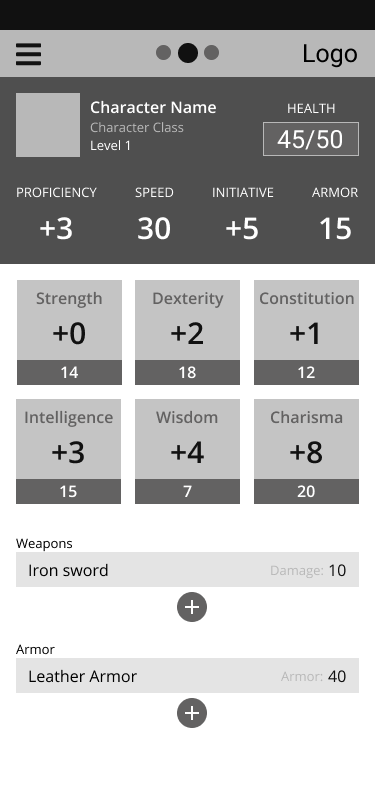 Logo
Character Name
Character Class
Level 1
HEALTH
45/50
PROFICIENCY SPEED INITIATIVE ARMOR
+3 30 +5 15
Strength Dexterity Constitution
+0 +2 +1
14 18 12
Intelligence Wisdom Charisma
+3 +4 +8
15 7 20
Weapons
Iron sword Damage: 10
+
Armor
Leather Armor Armor: 40
+